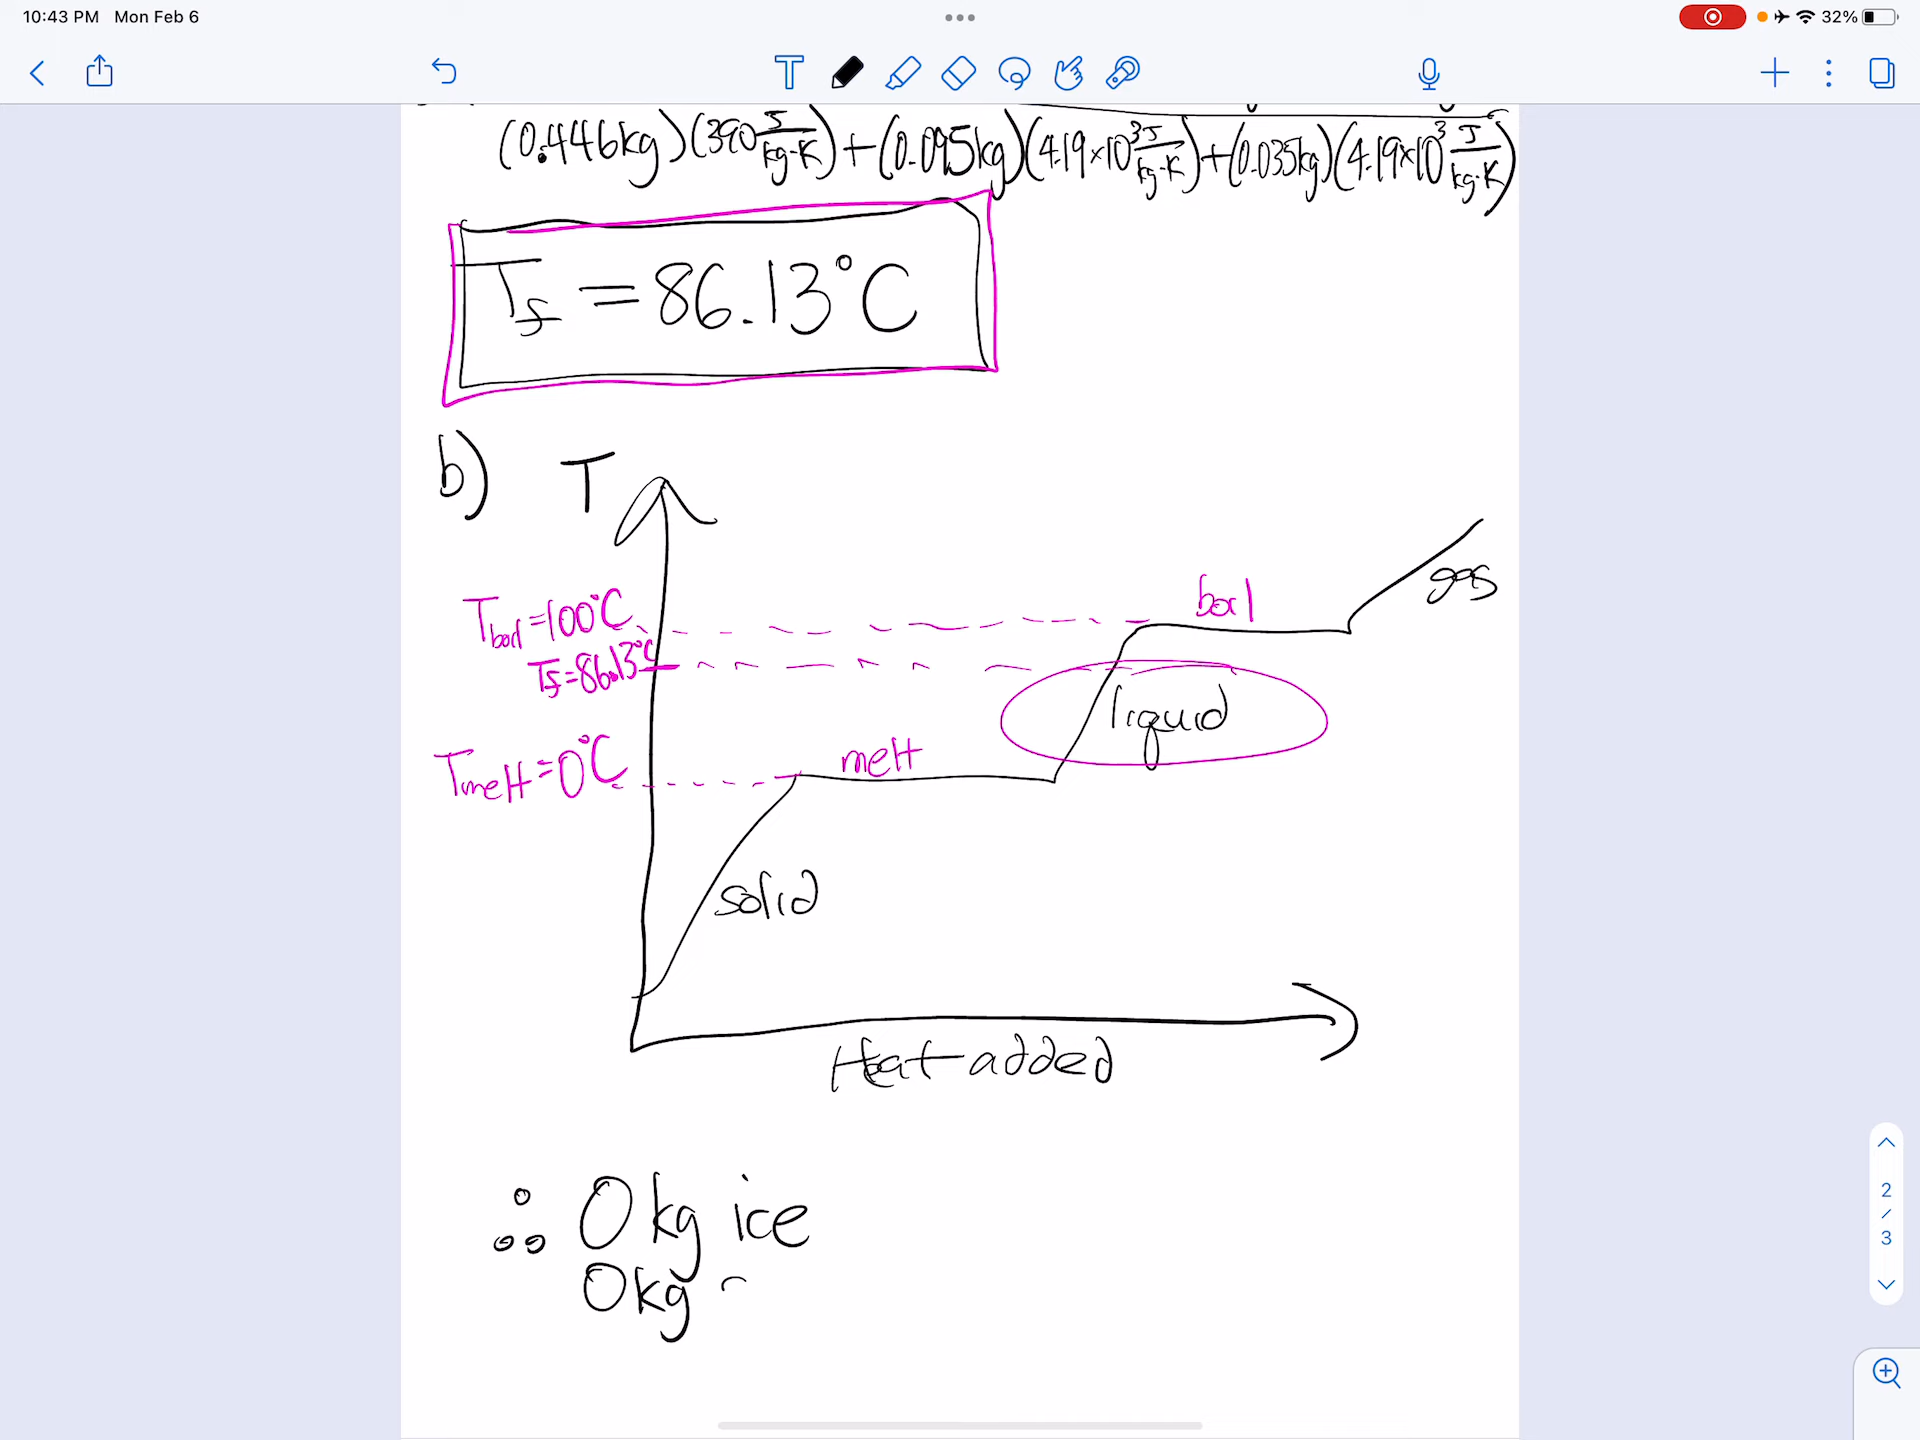 10:43 PM Mon Feb 6
32%
(0.446kg)(390 J/kg·K)+(0.095kg)(4.19×10³ J/kg·K)+(0.035kg)(4.19×10³ J/kg·K)
Tf = 86.13°C
b) T
gas
boil
Tboil=100°C
Tf=86.13°C
liquid
melt
Tmelt=0°C
solid
Heat added
∴ 0 kg ice
0 kg
2
/
3